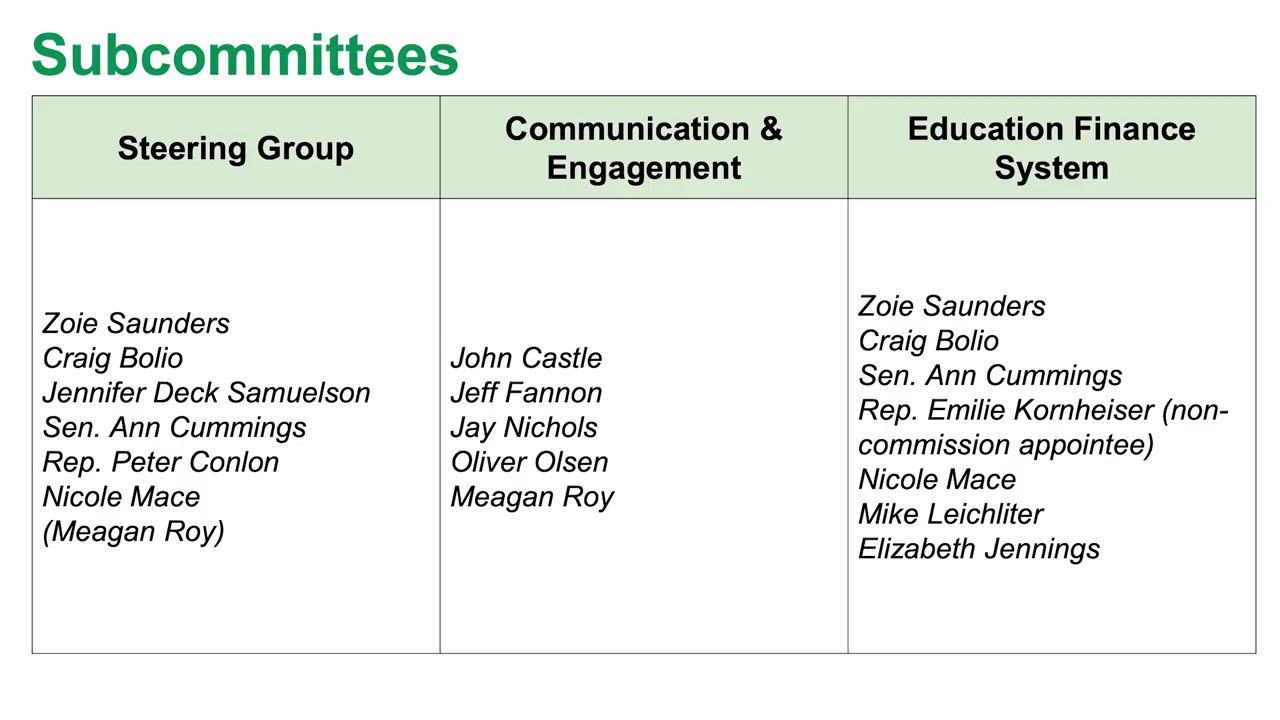 Subcommittees
Steering Group
Communication &
Engagement
Education Finance
System
Zoie Saunders
Craig Bolio
Jennifer Deck Samuelson
Sen. Ann Cummings
Rep. Peter Conlon
Nicole Mace
(Meagan Roy)
John Castle
Jeff Fannon
Jay Nichols
Oliver Olsen
Meagan Roy
Zoie Saunders
Craig Bolio
Sen. Ann Cummings
Rep. Emilie Kornheiser (non-
commission appointee)
Nicole Mace
Mike Leichliter
Elizabeth Jennings